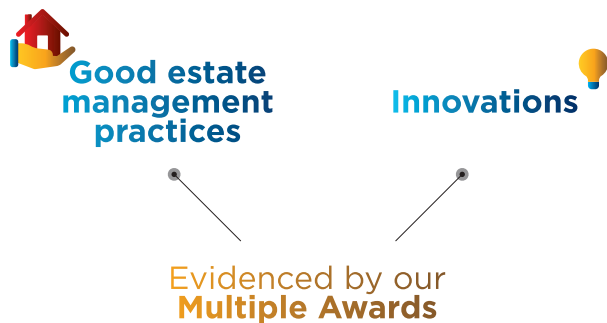 Good estate
management
practices
Innovations
Evidenced by our
Multiple Awards